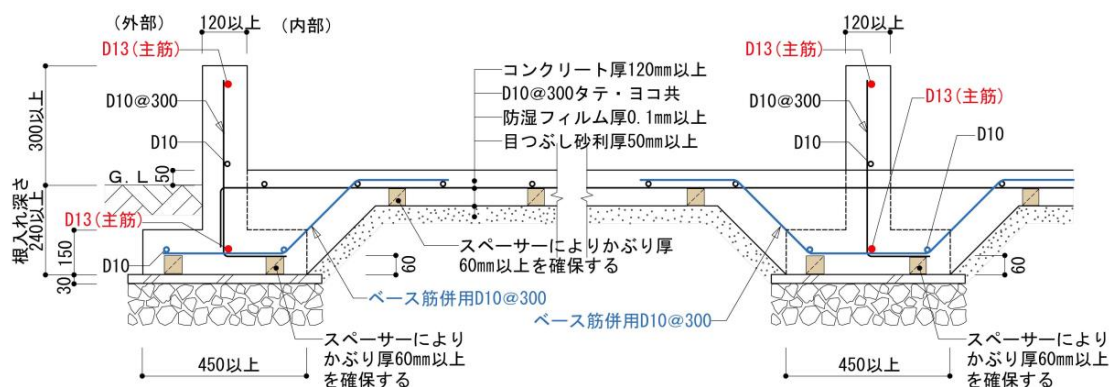 (外部)
120以上
(内部)
D13(主筋)
D10@300
D10
300以上
G.L
50
根入れ深さ
240以上
D13(主筋)
150
D10
30
コンクリート厚120mm以上
D10@300タテ・ヨコ共
防湿フィルム厚0.1mm以上
目つぶし砂利厚50mm以上
スペーサーによりかぶり厚
60mm以上を確保する
60
ベース筋併用D10@300
スペーサーにより
かぶり厚60mm以上
を確保する
450以上
120以上
D13(主筋)
D10@300
D13(主筋)
D10
D10
60
ベース筋併用D10@300
スペーサーにより
かぶり厚60mm以上
を確保する
450以上